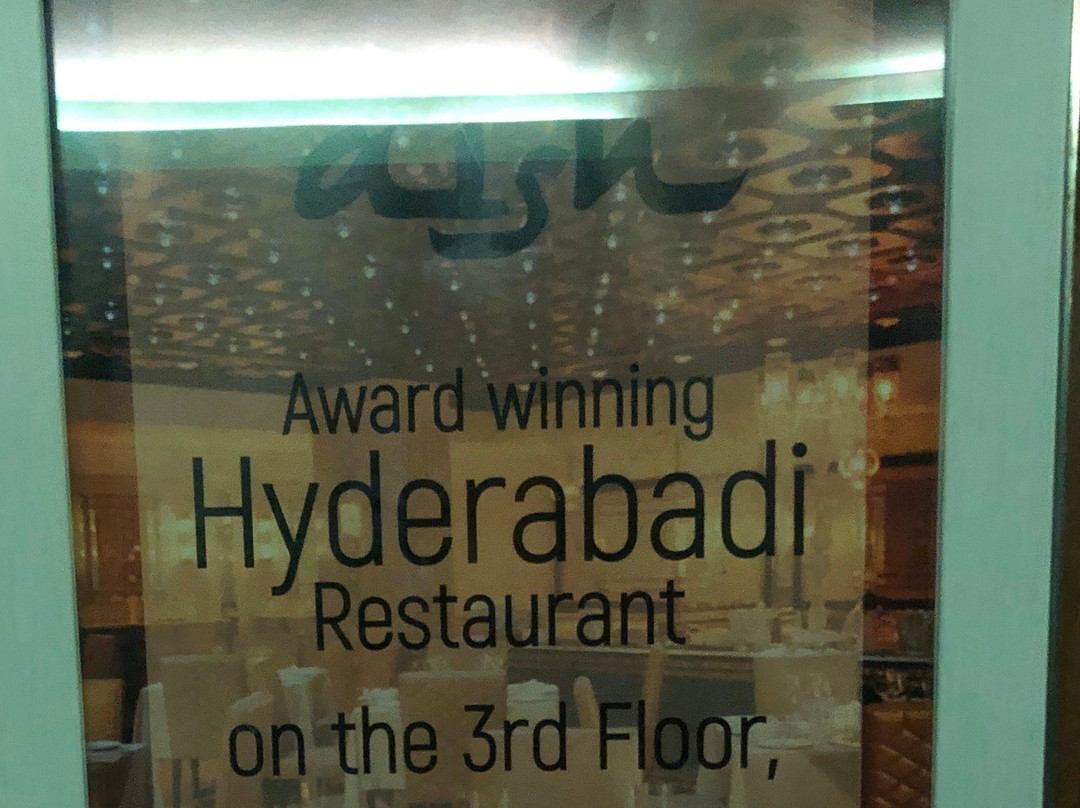 Award winning
Hyderabadi
Restaurant
on the 3rd Floor,